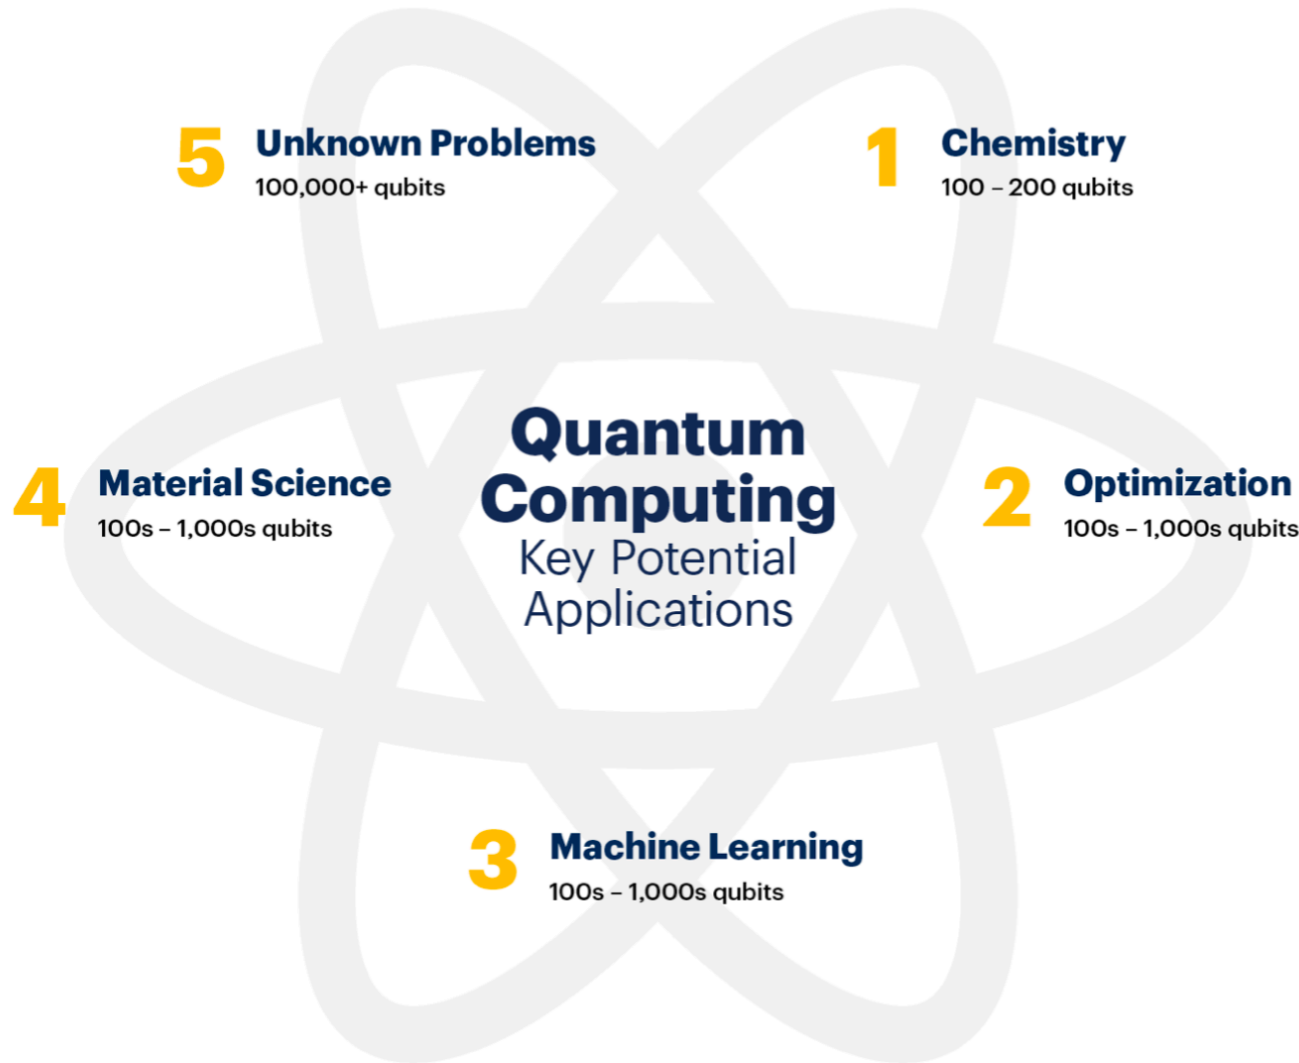 Quantum
Computing
Key Potential
Applications
1 Chemistry
100 – 200 qubits
2 Optimization
100s – 1,000s qubits
3 Machine Learning
100s – 1,000s qubits
4 Material Science
100s – 1,000s qubits
5 Unknown Problems
100,000+ qubits